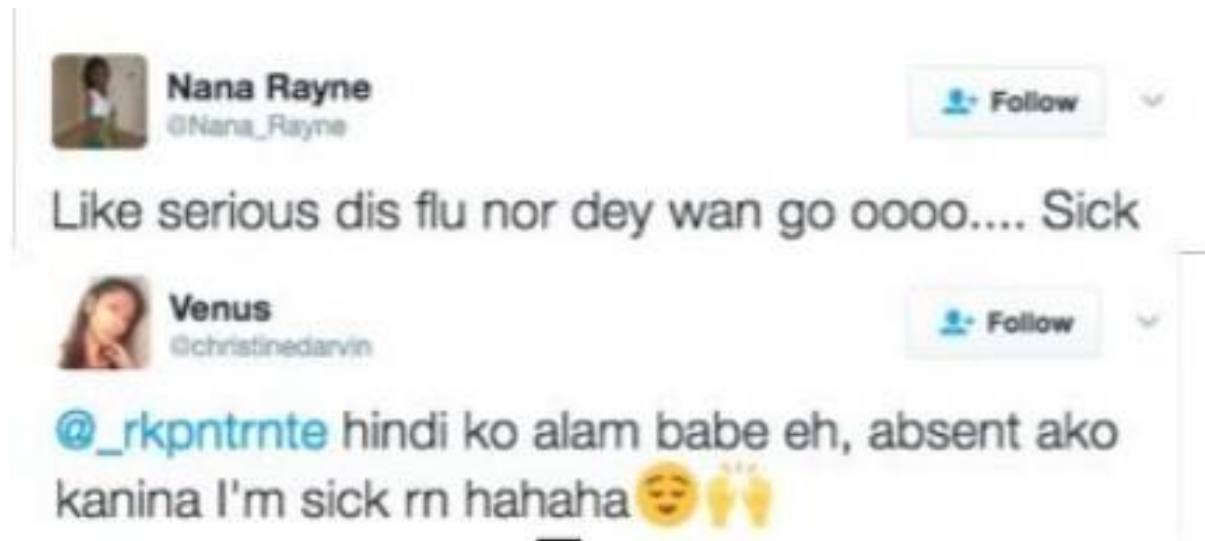 Nana Rayne
Follow
@Nana_Rayne
Like serious dis flu nor dey wan go oooo.... Sick
Venus
Follow
@christinedarvin
@_rkpntrnte hindi ko alam babe eh, absent ako
kanina I'm sick rn hahaha😌🙌